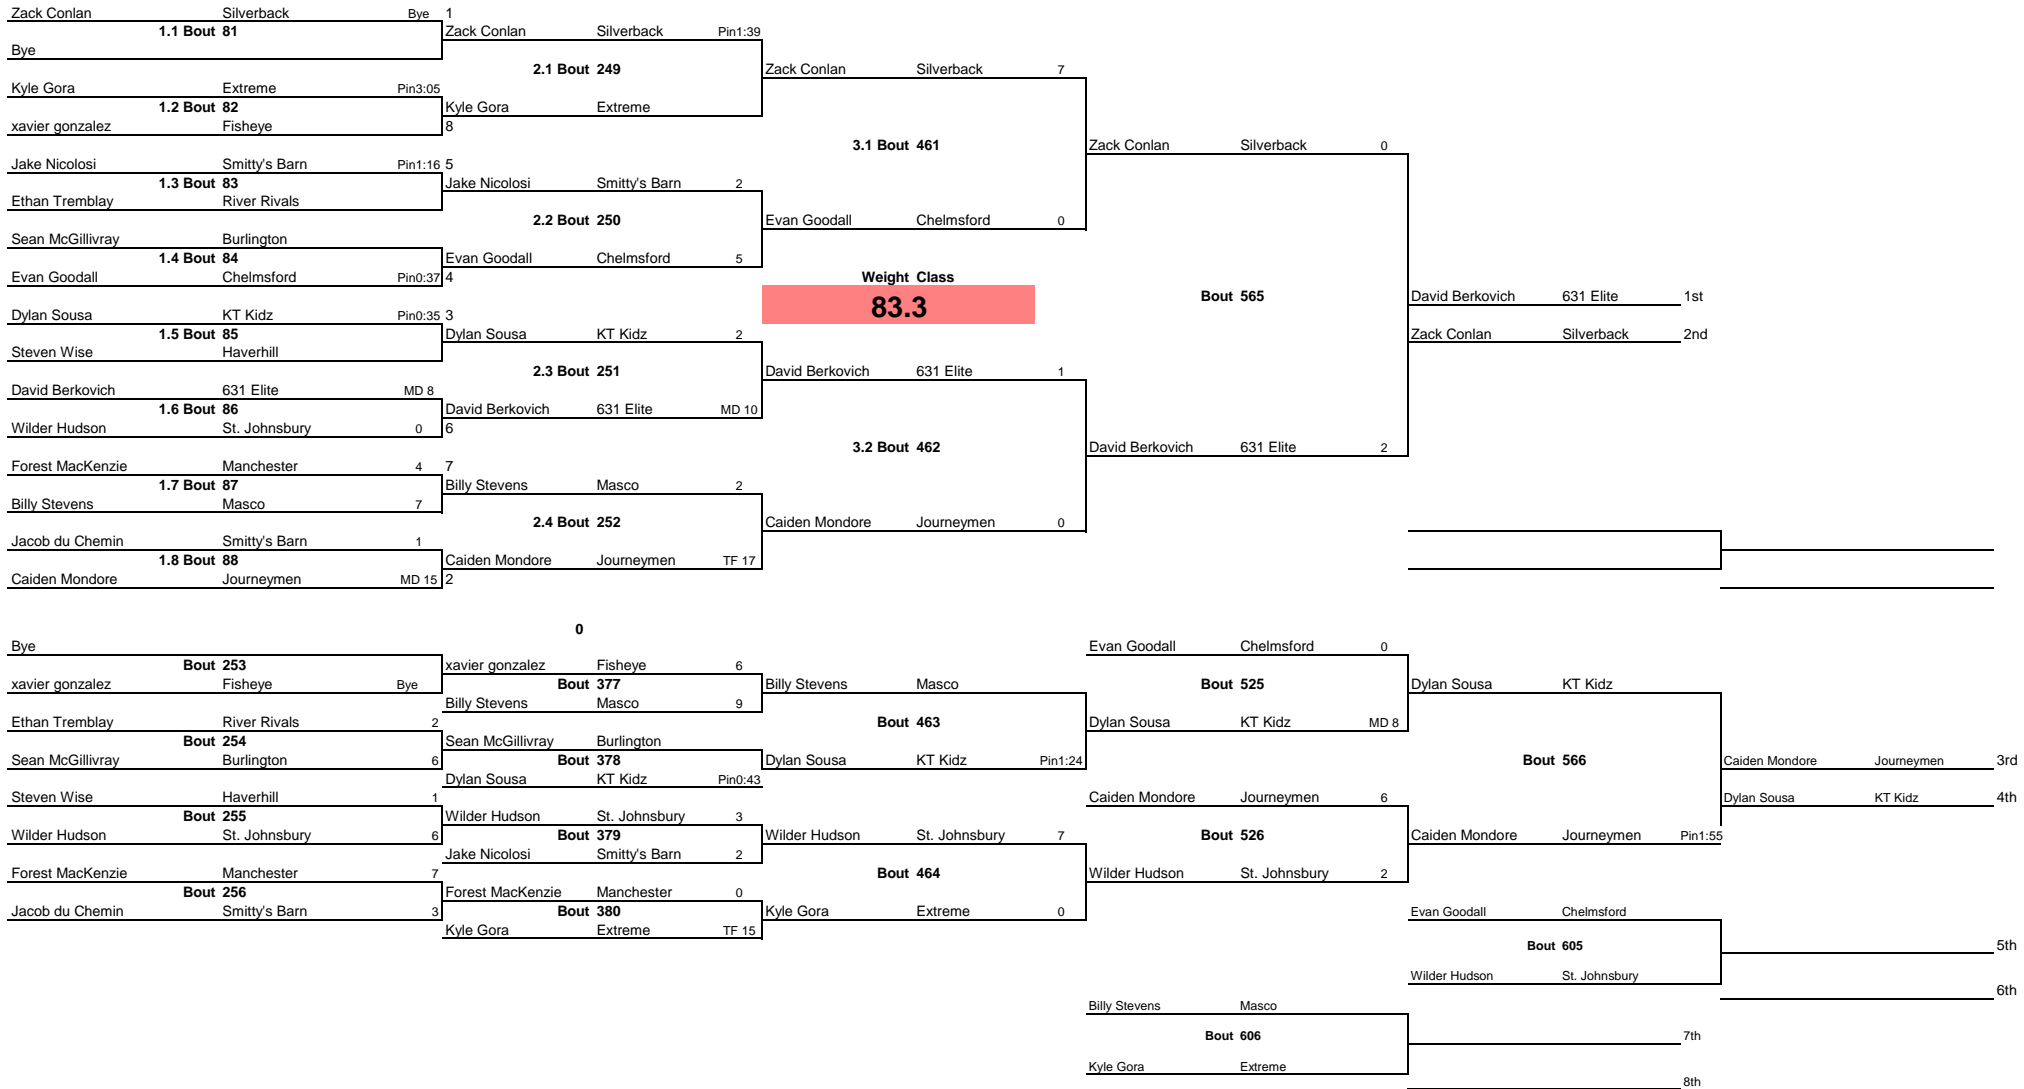 Zack Conlan Silverback Bye 1
1.1 Bout 81 Zack Conlan Silverback Pin1:39
Bye
2.1 Bout 249 Zack Conlan Silverback 7
Kyle Gora Extreme Pin3:05
1.2 Bout 82 Kyle Gora Extreme
xavier gonzalez Fisheye 8
3.1 Bout 461 Zack Conlan Silverback 0
Jake Nicolosi Smitty's Barn Pin1:16 5
1.3 Bout 83 Jake Nicolosi Smitty's Barn 2
Ethan Tremblay River Rivals
2.2 Bout 250 Evan Goodall Chelmsford 0
Sean McGillivray Burlington
1.4 Bout 84 Evan Goodall Chelmsford 5
Evan Goodall Chelmsford Pin0:37 4 Weight Class
Bout 565 David Berkovich 631 Elite 1st
83.3
Dylan Sousa KT Kidz Pin0:35 3
1.5 Bout 85 Dylan Sousa KT Kidz 2 Zack Conlan Silverback 2nd
Steven Wise Haverhill
2.3 Bout 251 David Berkovich 631 Elite 1
David Berkovich 631 Elite MD 8
1.6 Bout 86 David Berkovich 631 Elite MD 10
Wilder Hudson St. Johnsbury 0 6
3.2 Bout 462 David Berkovich 631 Elite 2
Forest MacKenzie Manchester 4 7
1.7 Bout 87 Billy Stevens Masco 2
Billy Stevens Masco 7
2.4 Bout 252 Caiden Mondore Journeymen 0
Jacob du Chemin Smitty's Barn 1
1.8 Bout 88 Caiden Mondore Journeymen TF 17
Caiden Mondore Journeymen MD 15 2
0
Bye Evan Goodall Chelmsford 0
Bout 253 xavier gonzalez Fisheye 6
xavier gonzalez Fisheye Bye Bout 377 Billy Stevens Masco Bout 525 Dylan Sousa KT Kidz
Billy Stevens Masco 9
Ethan Tremblay River Rivals 2 Bout 463 Dylan Sousa KT Kidz MD 8
Bout 254 Sean McGillivray Burlington
Sean McGillivray Burlington 6 Bout 378 Dylan Sousa KT Kidz Pin1:24 Bout 566 Caiden Mondore Journeymen 3rd
Dylan Sousa KT Kidz Pin0:43
Steven Wise Haverhill 1 Caiden Mondore Journeymen 6 Dylan Sousa KT Kidz 4th
Bout 255 Wilder Hudson St. Johnsbury 3
Wilder Hudson St. Johnsbury 6 Bout 379 Wilder Hudson St. Johnsbury 7 Bout 526 Caiden Mondore Journeymen Pin1:55
Jake Nicolosi Smitty's Barn 2
Forest MacKenzie Manchester 7 Bout 464 Wilder Hudson St. Johnsbury 2
Bout 256 Forest MacKenzie Manchester 0
Jacob du Chemin Smitty's Barn 3 Bout 380 Kyle Gora Extreme 0 Evan Goodall Chelmsford
Kyle Gora Extreme TF 15
Bout 605 5th
Wilder Hudson St. Johnsbury
6th
Billy Stevens Masco
Bout 606 7th
Kyle Gora Extreme
8th